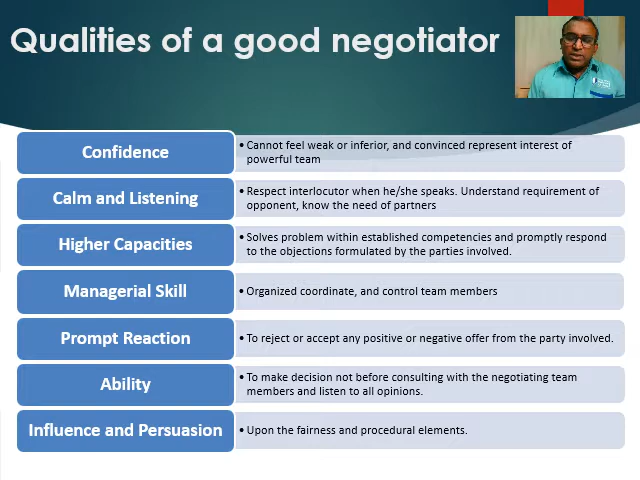 Qualities of a good negotiator
Confidence
• Cannot feel weak or inferior, and convinced represent interest of
powerful team
Calm and Listening
• Respect interlocutor when he/she speaks. Understand requirement of
opponent, know the need of partners
Higher Capacities
• Solves problem within established competencies and promptly respond
to the objections formulated by the parties involved.
Managerial Skill
• Organized coordinate, and control team members
Prompt Reaction
• To reject or accept any positive or negative offer from the party involved.
Ability
• To make decision not before consulting with the negotiating team
members and listen to all opinions.
Influence and Persuasion
• Upon the fairness and procedural elements.